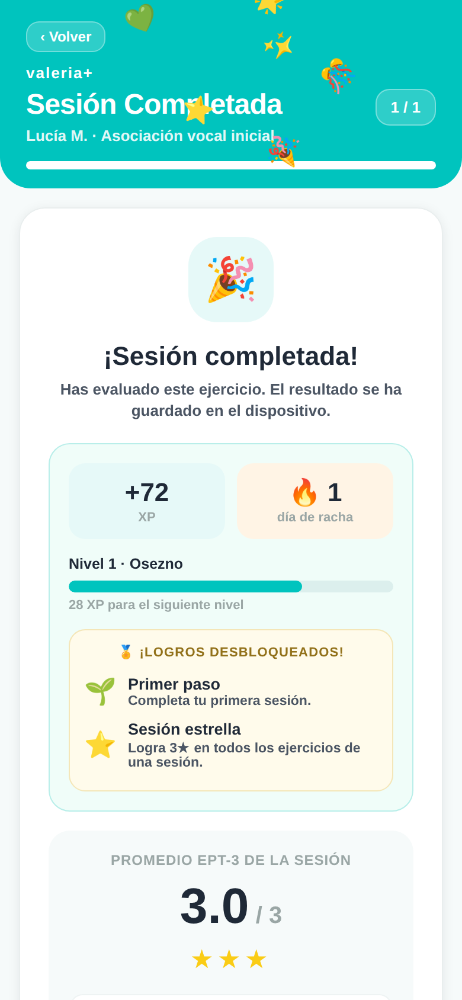 ‹ Volver
valeria+
Sesión Completada
1 / 1
Lucía M. · Asociación vocal inicial
¡Sesión completada!
Has evaluado este ejercicio. El resultado se ha
guardado en el dispositivo.
+72
XP
🔥 1
día de racha
Nivel 1 · Osezno
28 XP para el siguiente nivel
🏅 ¡LOGROS DESBLOQUEADOS!
Primer paso
Completa tu primera sesión.
Sesión estrella
Logra 3★ en todos los ejercicios de
una sesión.
PROMEDIO EPT-3 DE LA SESIÓN
3.0 / 3
★★★